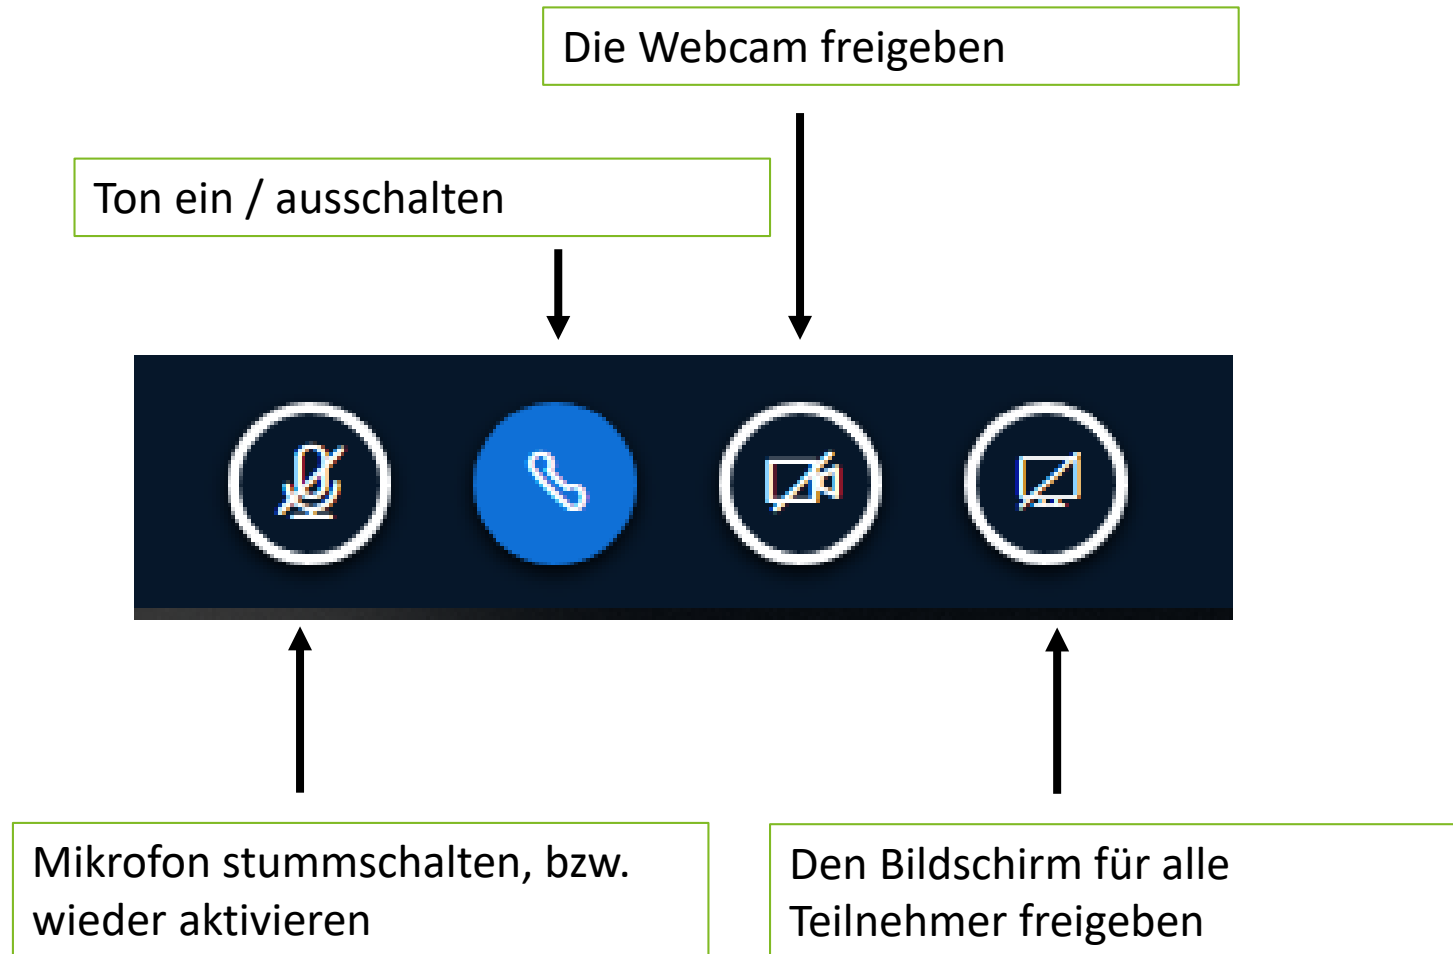 Die Webcam freigeben
Ton ein / ausschalten
Mikrofon stummschalten, bzw.
wieder aktivieren
Den Bildschirm für alle
Teilnehmer freigeben